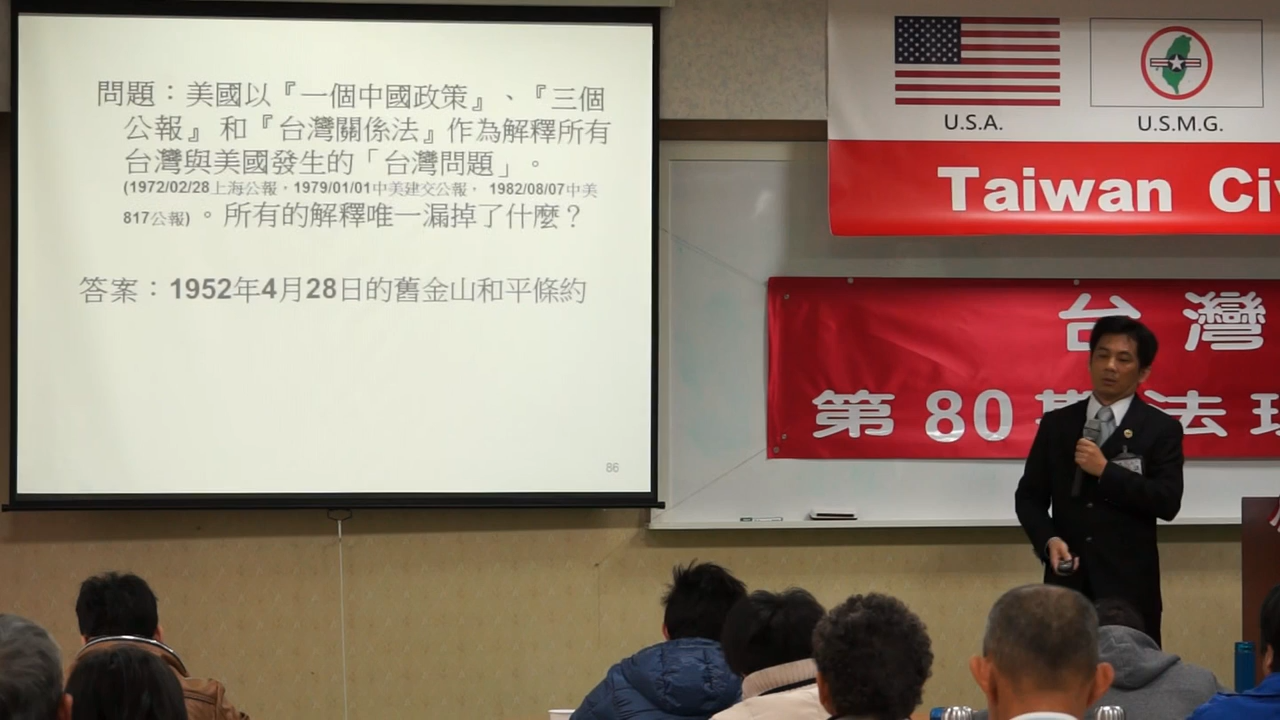 問題：美國以『一個中國政策』、『三個
公報』和『台灣關係法』作為解釋所有
台灣與美國發生的「台灣問題」。
(1972/02/28上海公報，1979/01/01中美建交公報， 1982/08/07中美
817公報) 。所有的解釋唯一漏掉了什麼？
答案：1952年4月28日的舊金山和平條約
86
U.S.A.
U.S.M.G.
Taiwan Ci
台灣
第80期法